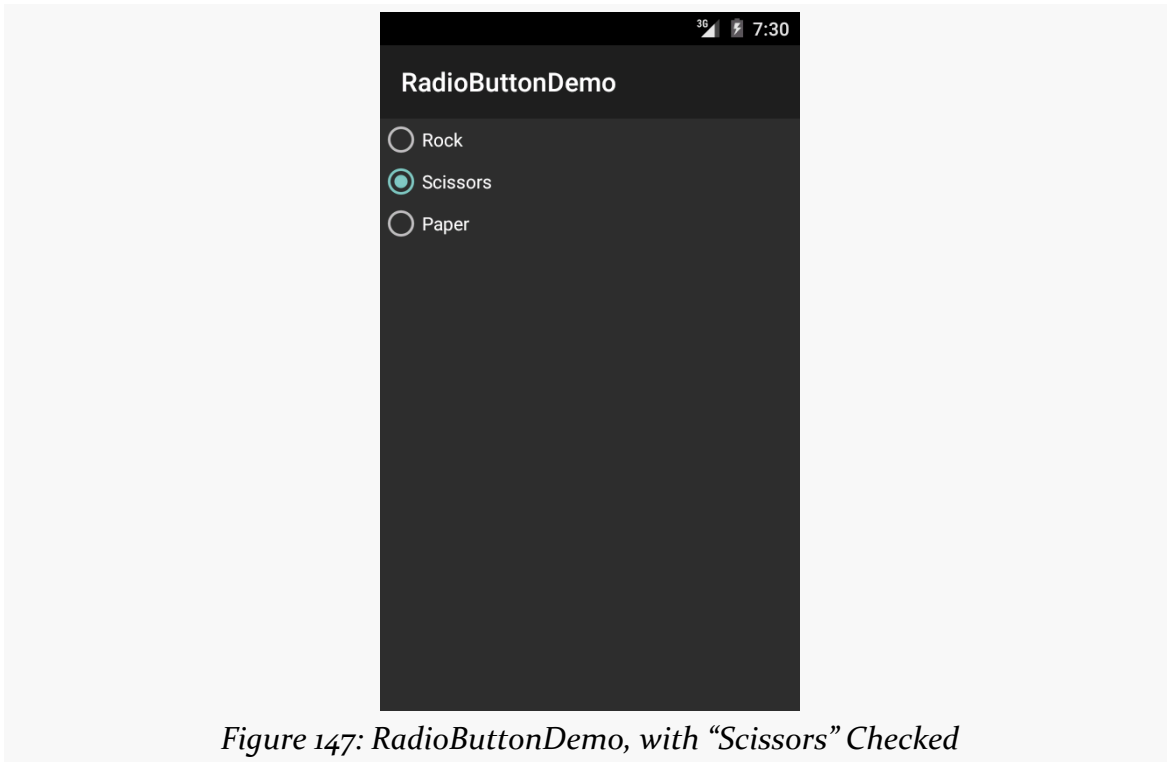 3G 7:30
RadioButtonDemo
Rock
Scissors
Paper
Figure 147: RadioButtonDemo, with “Scissors” Checked